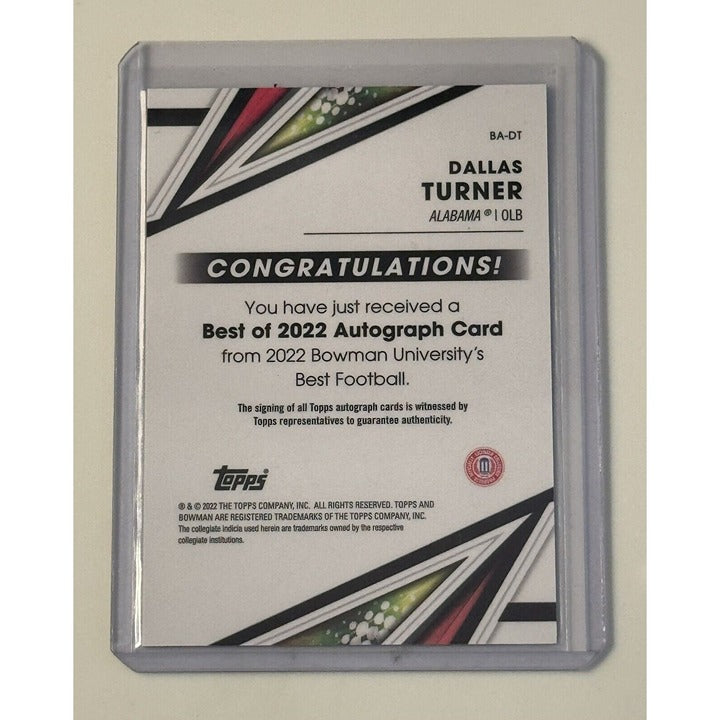 BA-DT
DALLAS
TURNER
ALABAMA ® | OLB
CONGRATULATIONS!
You have just received a
Best of 2022 Autograph Card
from 2022 Bowman University's
Best Football.
The signing of all Topps autograph cards is witnessed by
Topps representatives to guarantee authenticity.
topps
® & © 2022 THE TOPPS COMPANY, INC. ALL RIGHTS RESERVED. TOPPS AND
BOWMAN ARE REGISTERED TRADEMARKS OF THE TOPPS COMPANY, INC.
The collegiate indicia used herein are trademarks owned by the respective
collegiate institutions.